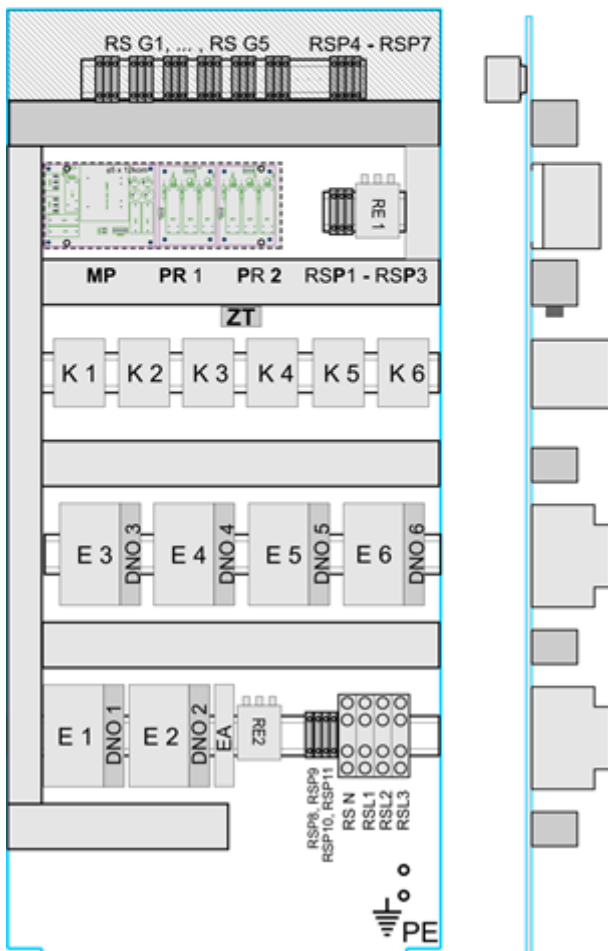 RS G1, ... , RS G5
RSP4 - RSP7
RE 1
MP
PR 1
PR 2
RSP1 - RSP3
ZT
K 1
K 2
K 3
K 4
K 5
K 6
E 3
DNO 3
E 4
DNO 4
E 5
DNO 5
E 6
DNO 6
E 1
DNO 1
E 2
DNO 2
EA
RE2
RSP8, RSP9
RSP10, RSP11
RS N
RSL1
RSL2
RSL3
PE